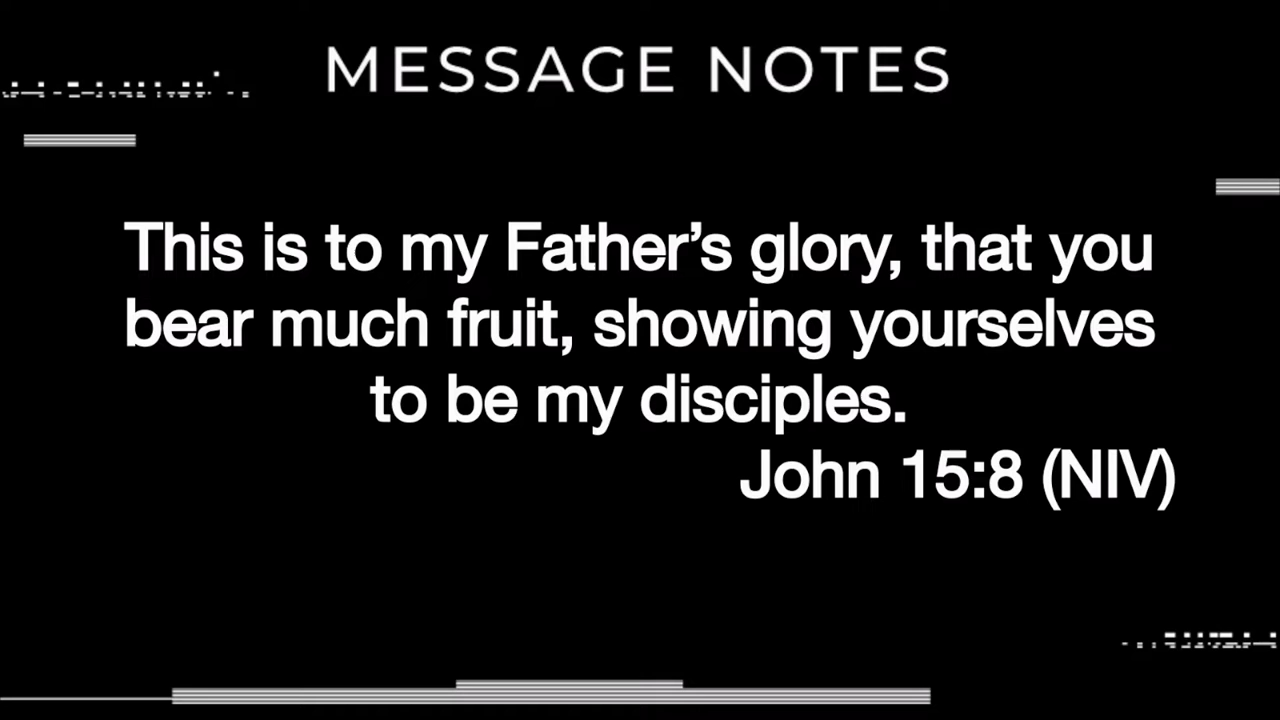 MESSAGE NOTES
This is to my Father’s glory, that you
bear much fruit, showing yourselves
to be my disciples.
John 15:8 (NIV)